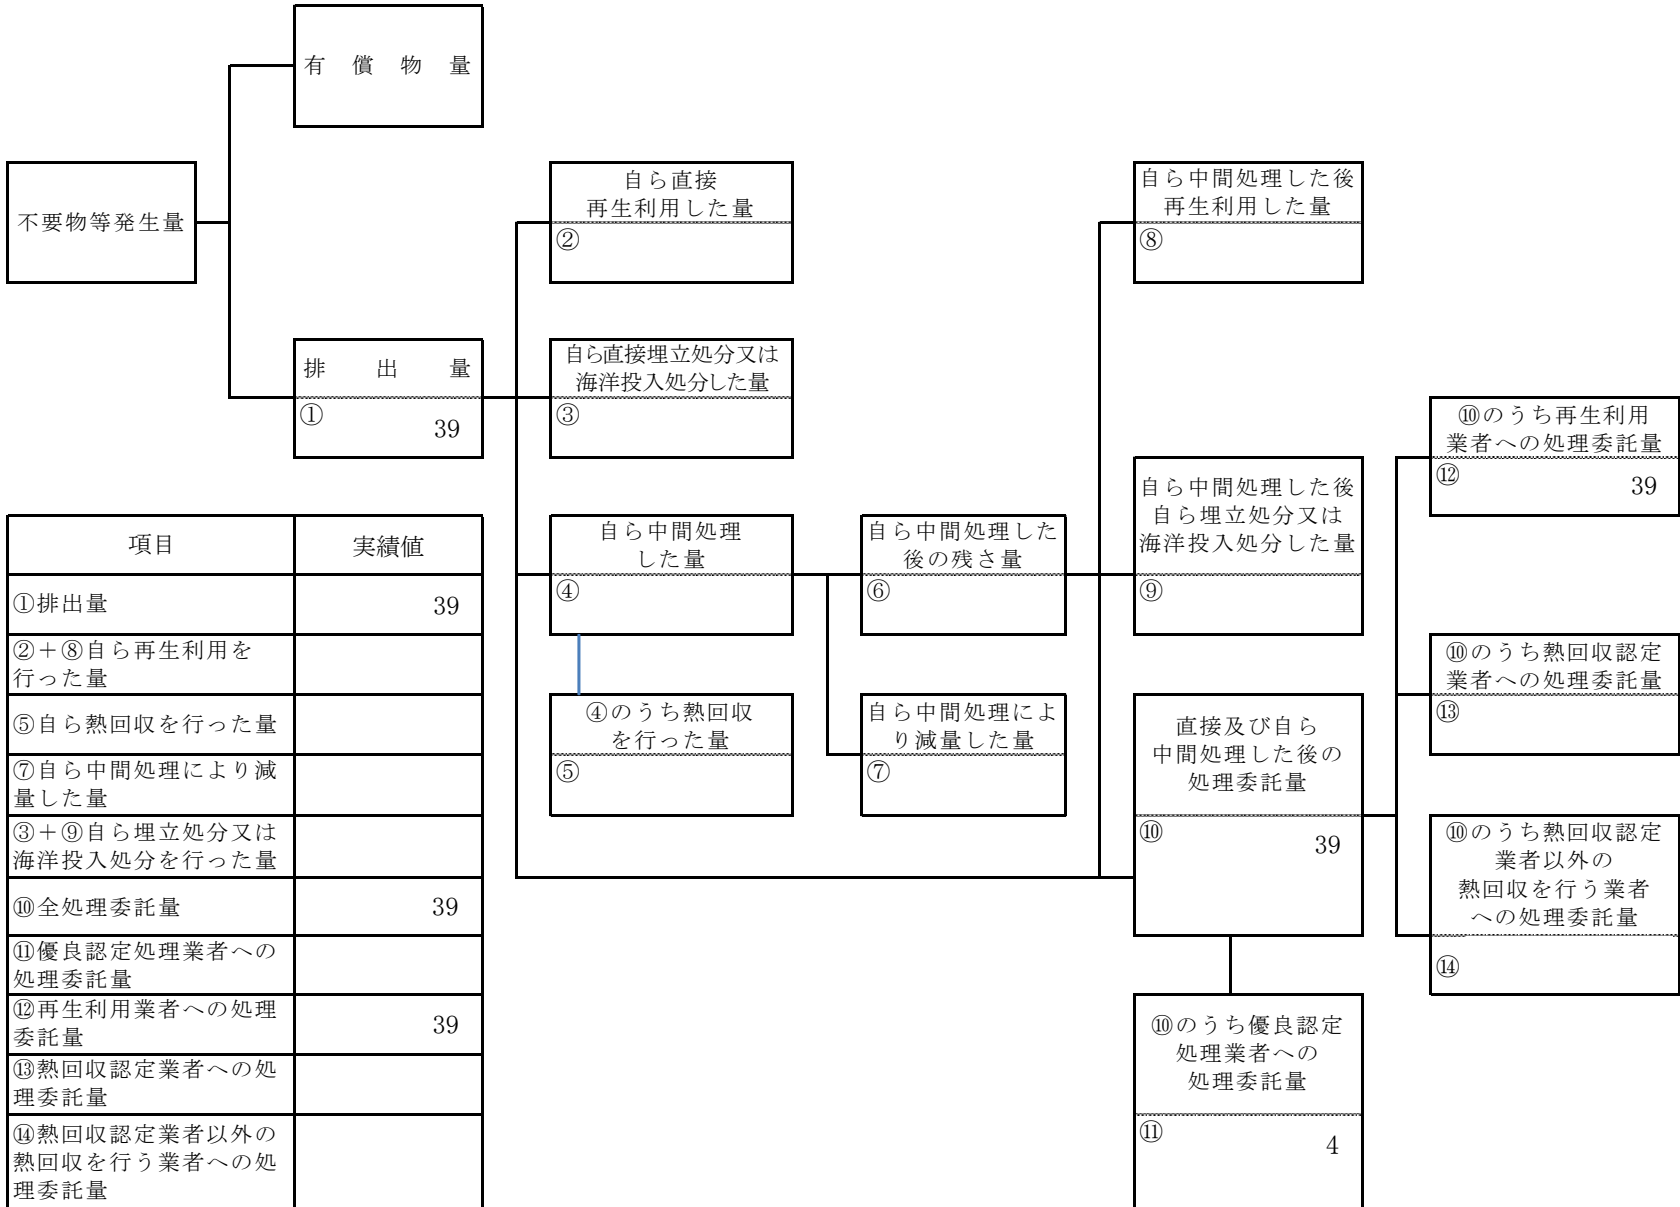 有償物量
不要物等発生量
自ら直接
再生利用した量
②
自ら中間処理した後
再生利用した量
⑧
排出量
①
39
自ら直接埋立処分又は
海洋投入処分した量
③
⑩のうち再生利用
業者への処理委託量
⑫
39
自ら中間処理した後
自ら埋立処分又は
海洋投入処分した量
⑨
自ら中間処理
した量
④
自ら中間処理した
後の残さ量
⑥
⑩のうち熱回収認定
業者への処理委託量
⑬
④のうち熱回収
を行った量
⑤
自ら中間処理によ
り減量した量
⑦
直接及び自ら
中間処理した後の
処理委託量
⑩
39
⑩のうち熱回収認定
業者以外の
熱回収を行う業者
への処理委託量
⑭
⑩のうち優良認定
処理業者への
処理委託量
⑪
4
項目 実績値
①排出量 39
②＋⑧自ら再生利用を
行った量
⑤自ら熱回収を行った量
⑦自ら中間処理により減
量した量
③＋⑨自ら埋立処分又は
海洋投入処分を行った量
⑩全処理委託量 39
⑪優良認定処理業者への
処理委託量
⑫再生利用業者への処理
委託量 39
⑬熱回収認定業者への処
理委託量
⑭熱回収認定業者以外の
熱回収を行う業者への処
理委託量